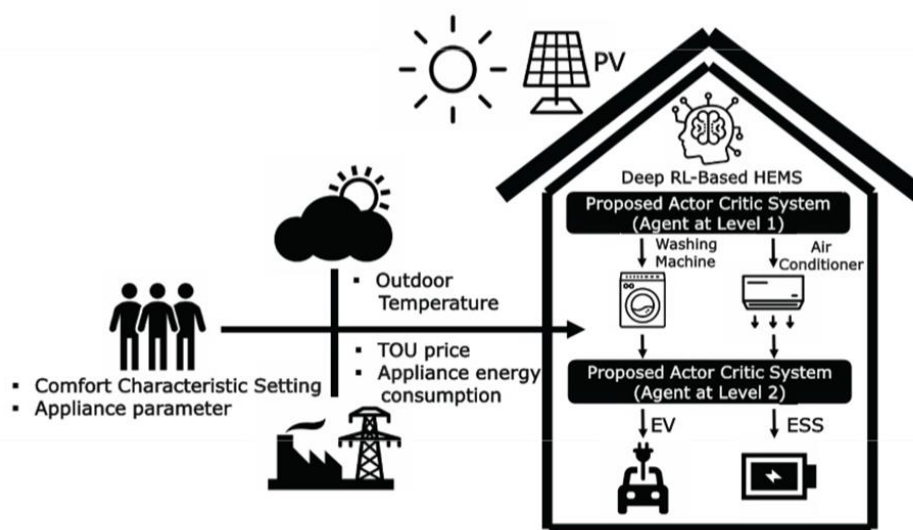 PV
Deep RL-Based HEMS
Proposed Actor Critic System
(Agent at Level 1)
Washing
Machine
Air
Conditioner
▪ Outdoor
Temperature
▪ TOU price
▪ Appliance energy
consumption
▪ Comfort Characteristic Setting
▪ Appliance parameter
Proposed Actor Critic System
(Agent at Level 2)
EV
ESS